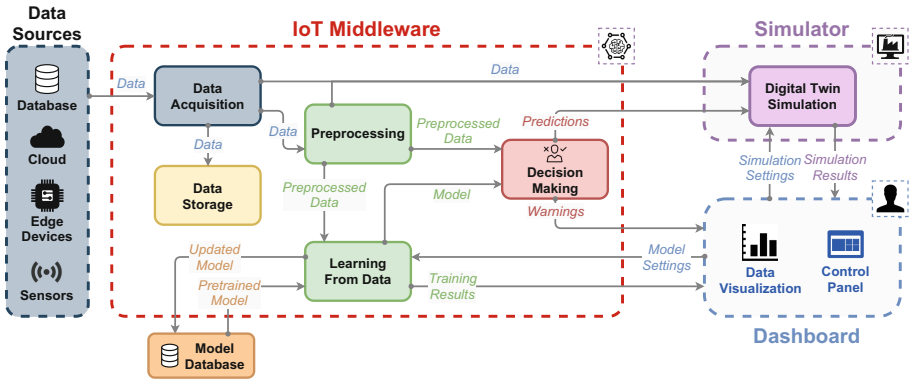 Data
Sources
Database
Cloud
Edge
Devices
Sensors
IoT Middleware
Data
Data
Acquisition
Data
Data
Data
Storage
Data
Preprocessing
Preprocessed
Data
Preprocessed
Data
Predictions
Decision
Making
Warnings
Model
Updated
Model
Pretrained
Model
Learning
From Data
Training
Results
Model
Settings
Model
Database
Simulator
Digital Twin
Simulation
Simulation
Settings
Simulation
Results
Data
Visualization
Control
Panel
Dashboard